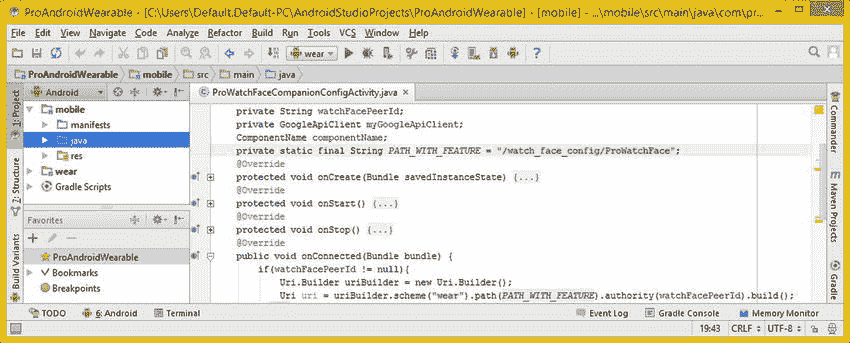 ProAndroidWearable - [C:\Users\Default.Default-PC\AndroidStudioProjects\ProAndroidWearable] - [mobile] - ...\mobile\src\main\java\com\pr...
File Edit View Navigate Code Analyze Refactor Build Run Tools VCS Window Help
wear
ProAndroidWearable mobile src main java
Android
ProWatchFaceCompanionConfigActivity.java
1: Project
Z: Structure
Build Variants
mobile
manifests
java
res
wear
Gradle Scripts
Favorites
ProAndroidWearable
Bookmarks
Breakpoints
private String watchFacePeerId;
private GoogleApiClient myGoogleApiClient;
ComponentName componentName;
private static final String PATH_WITH_FEATURE = "/watch_face_config/ProWatchFace";
@Override
protected void onCreate(Bundle savedInstanceState) {...}
@Override
protected void onStart() {...}
@Override
protected void onStop() {...}
@Override
public void onConnected(Bundle bundle) {
if(watchFacePeerId != null){
Uri.Builder uriBuilder = new Uri.Builder();
Uri uri = uriBuilder.scheme("wear").path(PATH_WITH_FEATURE).authority(watchFacePeerId).build();
Commander
m Maven Projects
Gradle
TODO 6: Android Terminal Event Log Gradle Console Memory Monitor
19:43 CRLF UTF-8